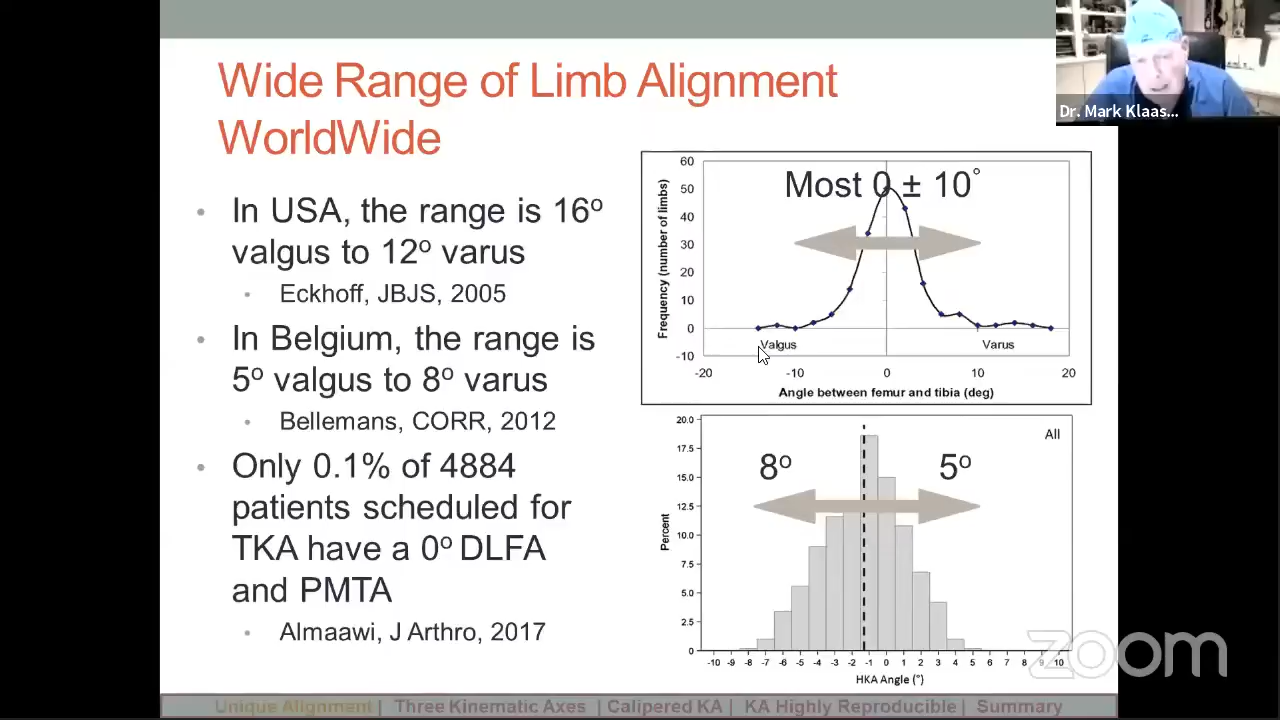 Wide Range of Limb Alignment
WorldWide
• In USA, the range is 16º
valgus to 12º varus
• Eckhoff, JBJS, 2005
• In Belgium, the range is
5º valgus to 8º varus
• Bellemans, CORR, 2012
• Only 0.1% of 4884
patients scheduled for
TKA have a 0º DLFA
and PMTA
• Almaawi, J Arthro, 2017
Dr. Mark Klaas...
Most 0 ± 10°
Frequency (number of limbs)
60
50
40
30
20
10
0
-10
Valgus
Varus
-20 -10 0 10 20
Angle between femur and tibia (deg)
All
8º 5º
Percent
20.0
17.5
15.0
12.5
10.0
7.5
5.0
2.5
0
-10 -9 -8 -7 -6 -5 -4 -3 -2 -1 0 1 2 3 4 5 6 7 8 9 10
HKA Angle (°)
zoom
Unique Alignment | Three Kinematic Axes | Calipered KA | KA Highly Reproducible | Summary